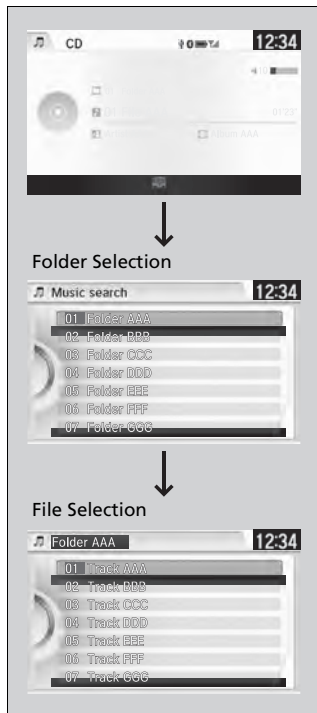 CD
12:34
Folder Selection
Music search 12:34
01 Folder AAA
02 Folder BBB
03 Folder CCC
04 Folder DDD
05 Folder EEE
06 Folder FFF
07 Folder GGG
File Selection
Folder AAA 12:34
01 Track AAA
02 Track BBB
03 Track CCC
04 Track DDD
05 Track EEE
06 Track FFF
07 Track GGG